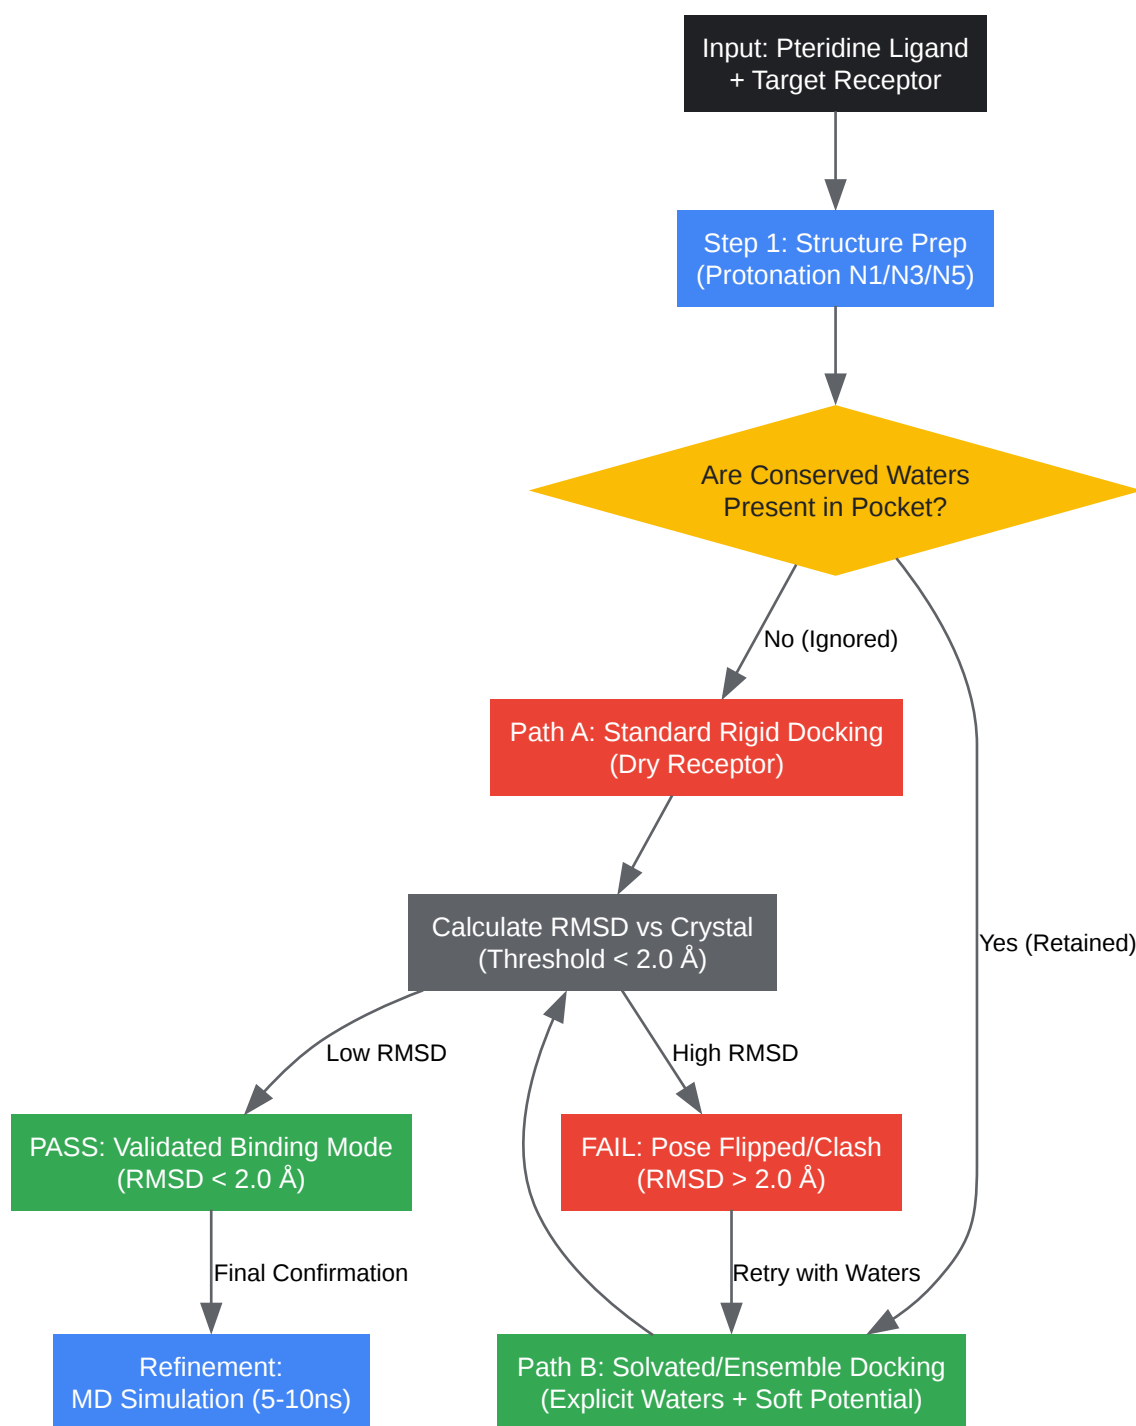 Input: Pteridine Ligand
+ Target Receptor
Step 1: Structure Prep
(Protonation N1/N3/N5)
Are Conserved Waters
Present in Pocket?
No (Ignored)
Path A: Standard Rigid Docking
(Dry Receptor)
Calculate RMSD vs Crystal
(Threshold < 2.0 Å)
Yes (Retained)
Low RMSD
High RMSD
PASS: Validated Binding Mode
(RMSD < 2.0 Å)
FAIL: Pose Flipped/Clash
(RMSD > 2.0 Å)
Final Confirmation
Retry with Waters
Refinement:
MD Simulation (5-10ns)
Path B: Solvated/Ensemble Docking
(Explicit Waters + Soft Potential)